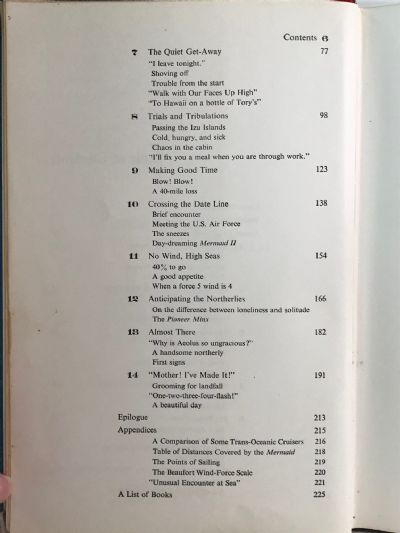 Contents 6
7 The Quiet Get-Away 77
"I leave tonight."
Shoving off
Trouble from the start
"Walk with Our Faces Up High"
"To Hawaii on a bottle of Tory's"
8 Trials and Tribulations 98
Passing the Izu Islands
Cold, hungry, and sick
Chaos in the cabin
"I'll fix you a meal when you are through work."
9 Making Good Time 123
Blow! Blow!
A 40-mile loss
10 Crossing the Date Line 138
Brief encounter
Meeting the U.S. Air Force
The sneezes
Day-dreaming Mermaid II
11 No Wind, High Seas 154
40% to go
A good appetite
When a force 5 wind is 4
12 Anticipating the Northerlies 166
On the difference between loneliness and solitude
The Pioneer Minx
13 Almost There 182
"Why is Aeolus so ungracious?"
A handsome northerly
First signs
14 "Mother! I've Made It!" 191
Grooming for landfall
"One-two-three-four-flash!"
A beautiful day
Epilogue 213
Appendices 215
A Comparison of Some Trans-Oceanic Cruisers 216
Table of Distances Covered by the Mermaid 218
The Points of Sailing 219
The Beaufort Wind-Force Scale 220
"Unusual Encounter at Sea" 221
A List of Books 225